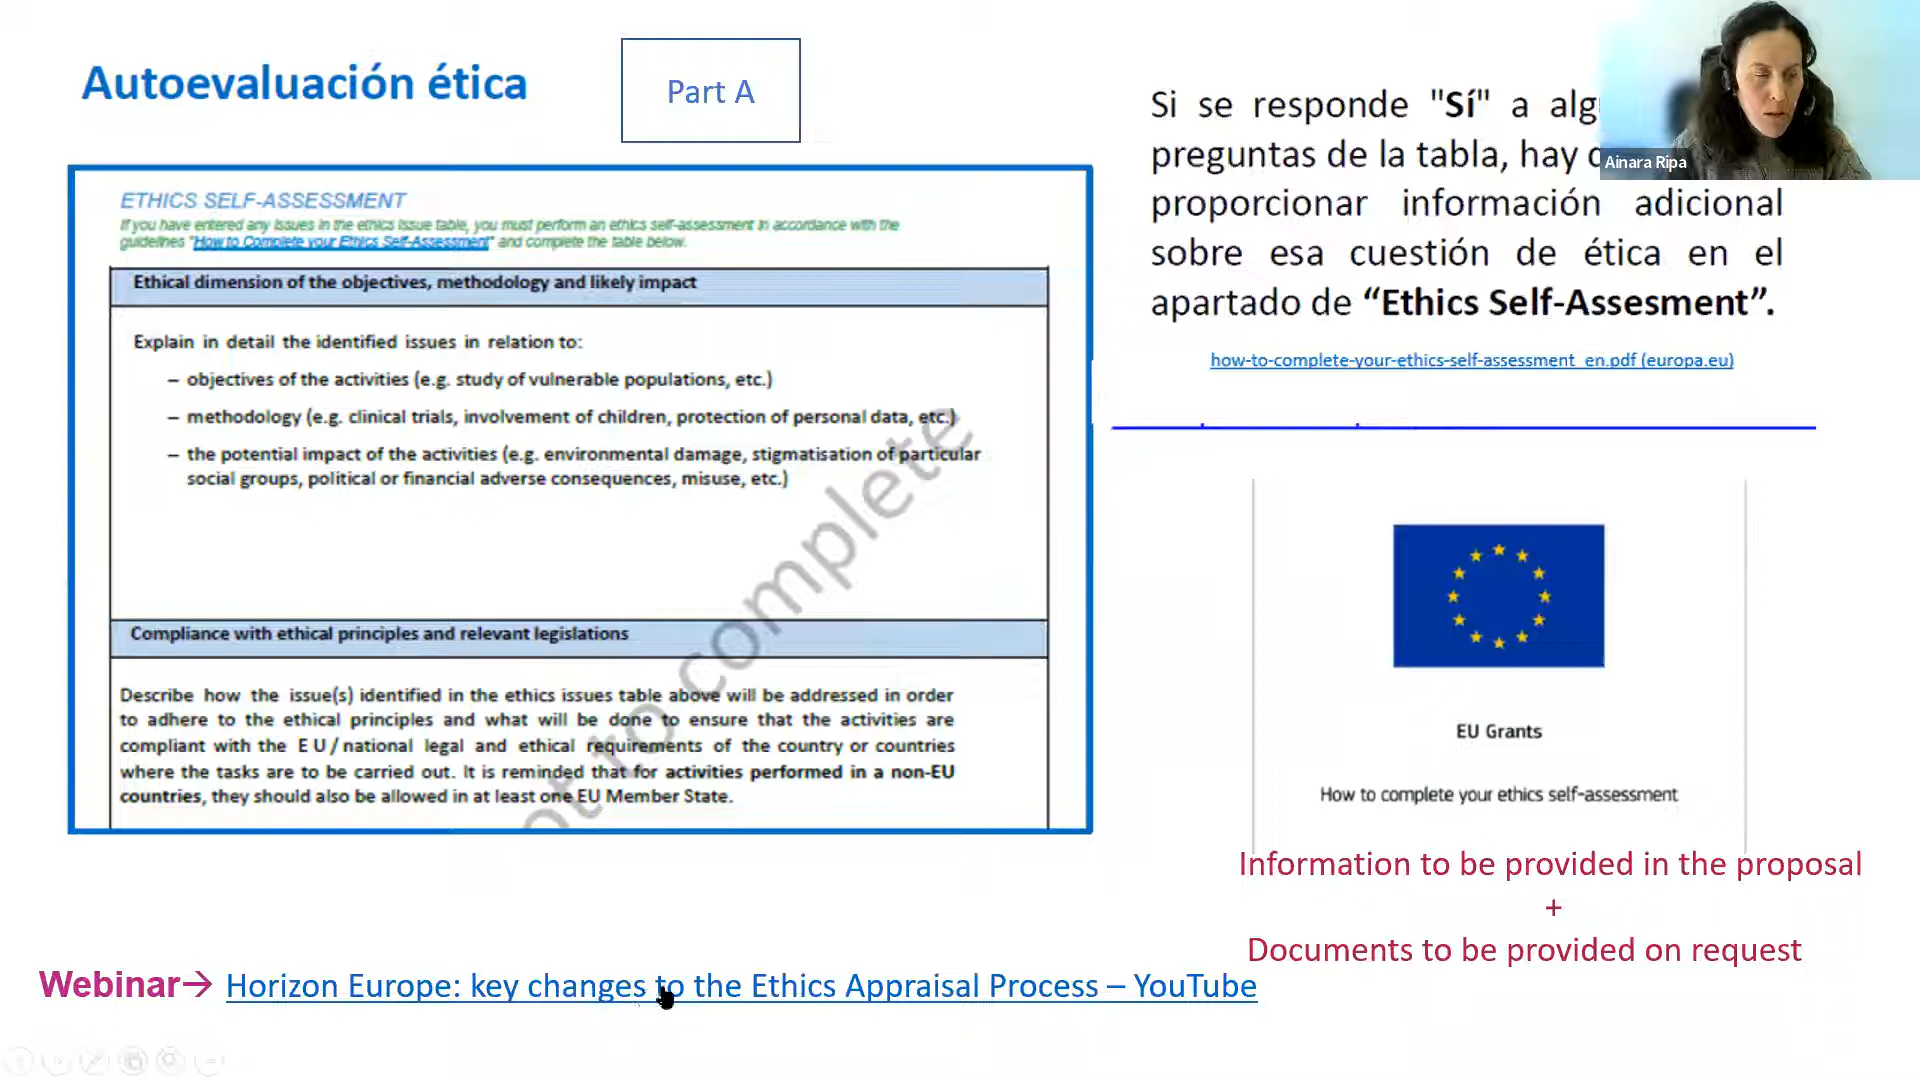 Autoevaluación ética
Part A
ETHICS SELF-ASSESSMENT
If you have entered any issues in the ethics issue table, you must perform an ethics self-assessment in accordance with the
guidelines "How to Complete your Ethics Self-Assessment" and complete the table below.
Ethical dimension of the objectives, methodology and likely impact
Explain in detail the identified issues in relation to:
– objectives of the activities (e.g. study of vulnerable populations, etc.)
– methodology (e.g. clinical trials, involvement of children, protection of personal data, etc.)
– the potential impact of the activities (e.g. environmental damage, stigmatisation of particular
social groups, political or financial adverse consequences, misuse, etc.)
Compliance with ethical principles and relevant legislations
Describe how the issue(s) identified in the ethics issues table above will be addressed in order
to adhere to the ethical principles and what will be done to ensure that the activities are
compliant with the EU/national legal and ethical requirements of the country or countries
where the tasks are to be carried out. It is reminded that for activities performed in a non-EU
countries, they should also be allowed in at least one EU Member State.
to complete
Si se responde "Sí" a
preguntas de la tabla, hay
proporcionar información adicional
sobre esa cuestión de ética en el
apartado de “Ethics Self-Assesment”.
how-to-complete-your-ethics-self-assessment_en.pdf (europa.eu)
Ainara Ripa
EU Grants
How to complete your ethics self-assessment
Information to be provided in the proposal
+
Documents to be provided on request
Webinar→ Horizon Europe: key changes to the Ethics Appraisal Process – YouTube